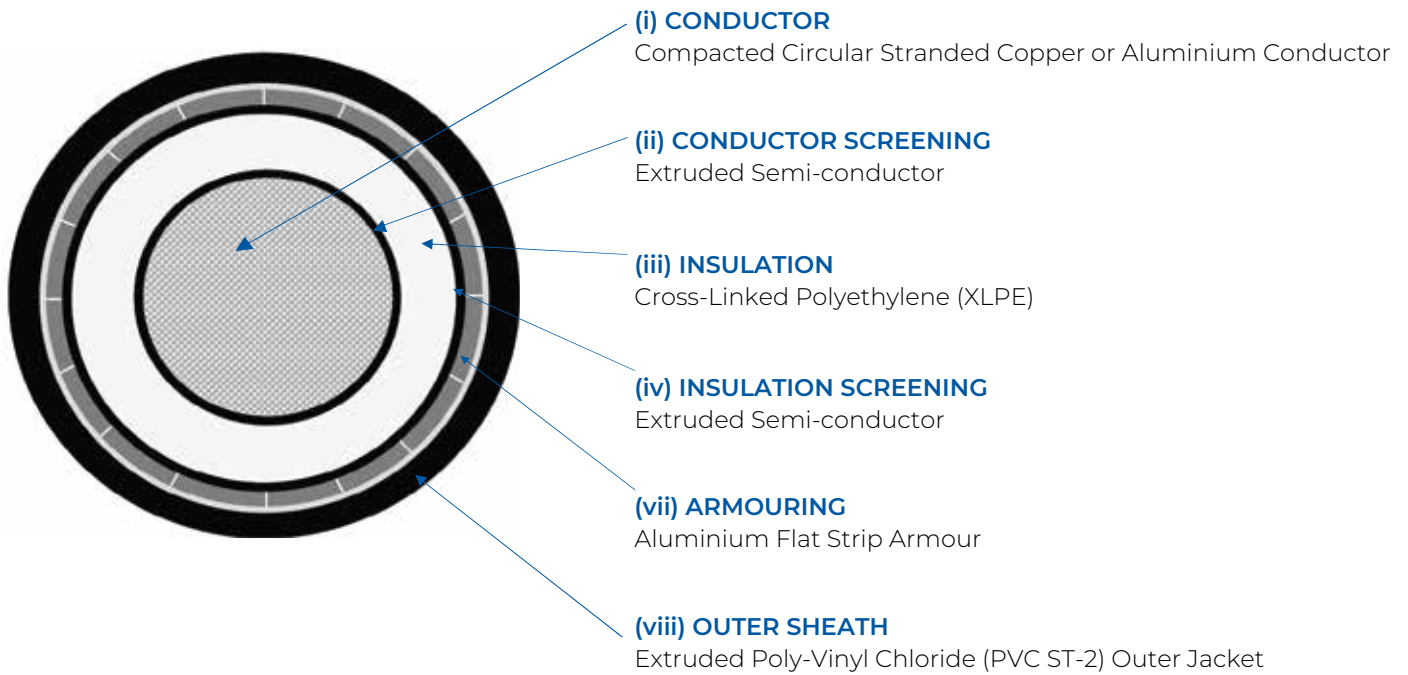 (i) CONDUCTOR
Compacted Circular Stranded Copper or Aluminium Conductor
(ii) CONDUCTOR SCREENING
Extruded Semi-conductor
(iii) INSULATION
Cross-Linked Polyethylene (XLPE)
(iv) INSULATION SCREENING
Extruded Semi-conductor
(vii) ARMOURING
Aluminium Flat Strip Armour
(viii) OUTER SHEATH
Extruded Poly-Vinyl Chloride (PVC ST-2) Outer Jacket